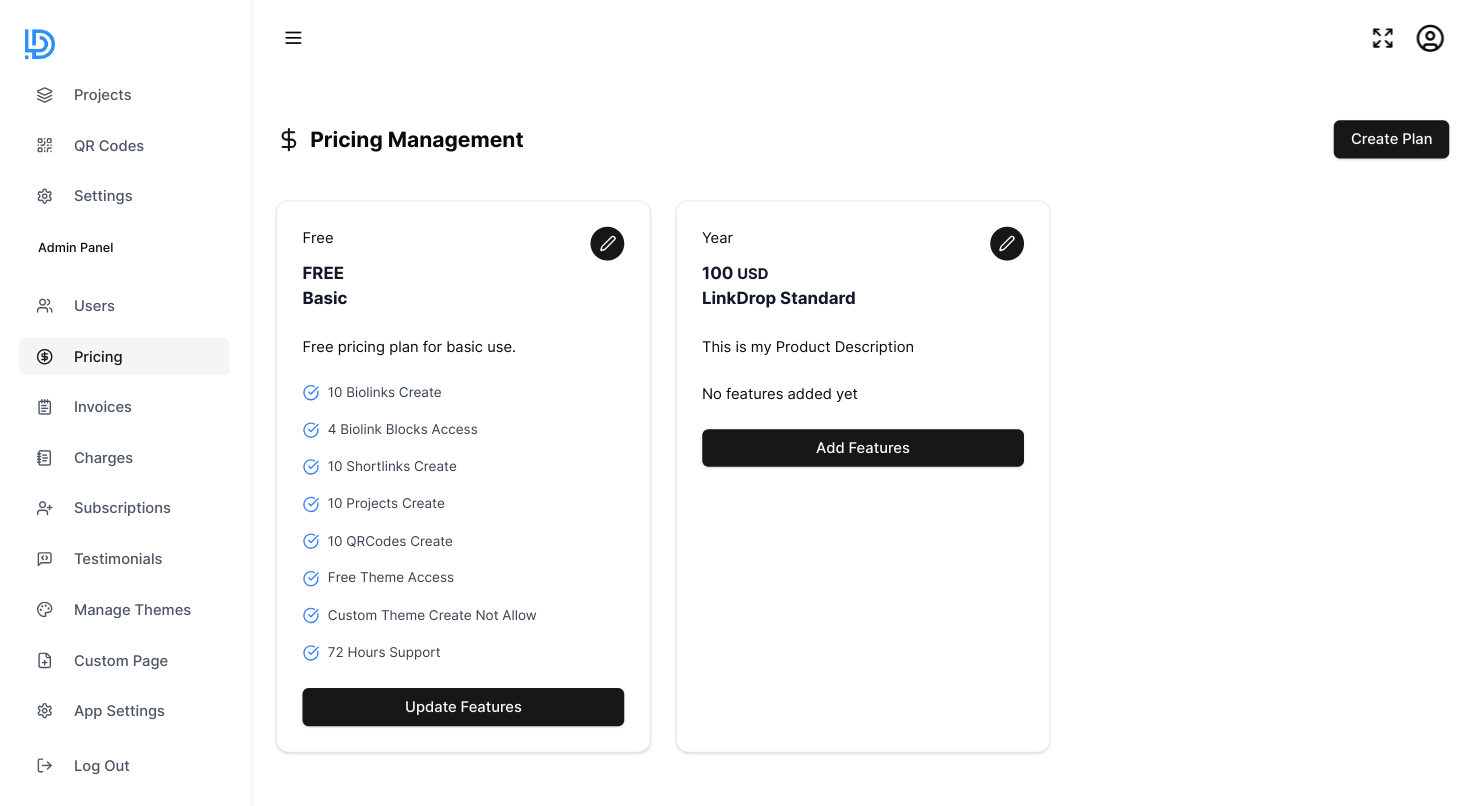 Projects
QR Codes
Settings
Admin Panel
Users
Pricing
Invoices
Charges
Subscriptions
Testimonials
Manage Themes
Custom Page
App Settings
Log Out
Pricing Management
Create Plan
Free
FREE
Basic
Free pricing plan for basic use.
10 Biolinks Create
4 Biolink Blocks Access
10 Shortlinks Create
10 Projects Create
10 QRCodes Create
Free Theme Access
Custom Theme Create Not Allow
72 Hours Support
Update Features
Year
100 USD
LinkDrop Standard
This is my Product Description
No features added yet
Add Features